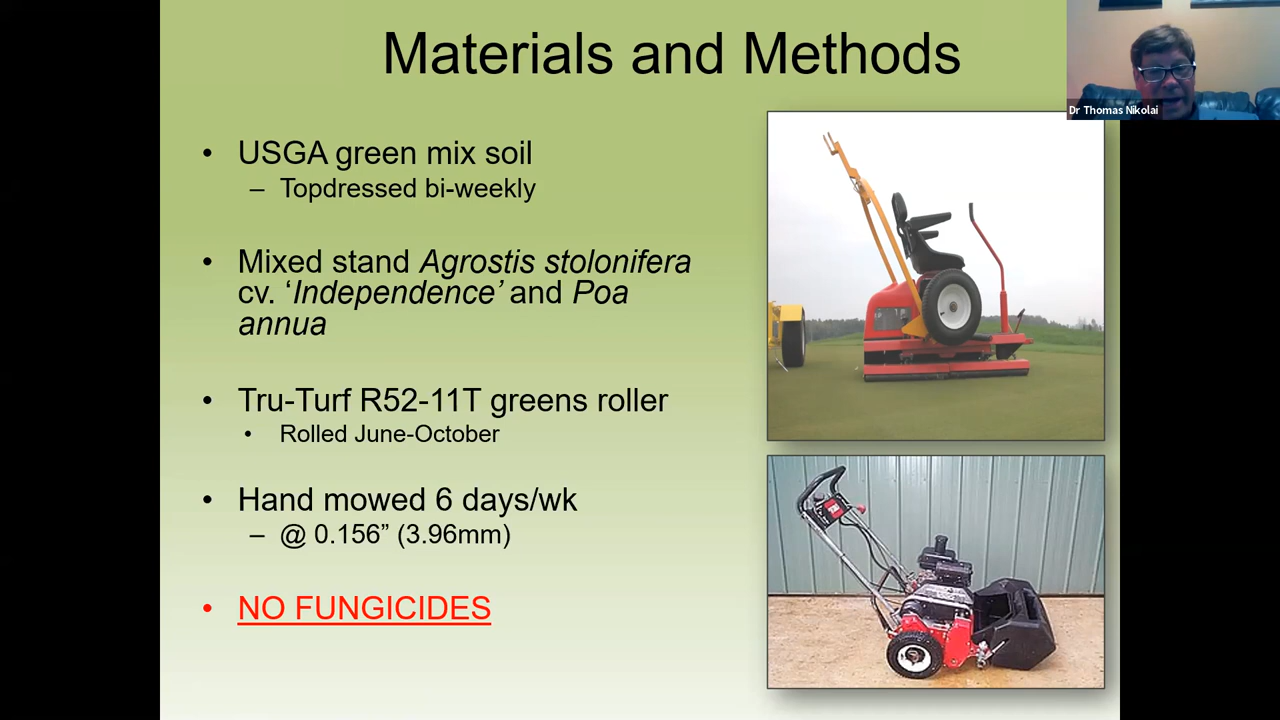 Materials and Methods
Dr Thomas Nikolai
• USGA green mix soil
– Topdressed bi-weekly
• Mixed stand Agrostis stolonifera
cv. ‘Independence’ and Poa
annua
• Tru-Turf R52-11T greens roller
• Rolled June-October
• Hand mowed 6 days/wk
– @ 0.156” (3.96mm)
• NO FUNGICIDES